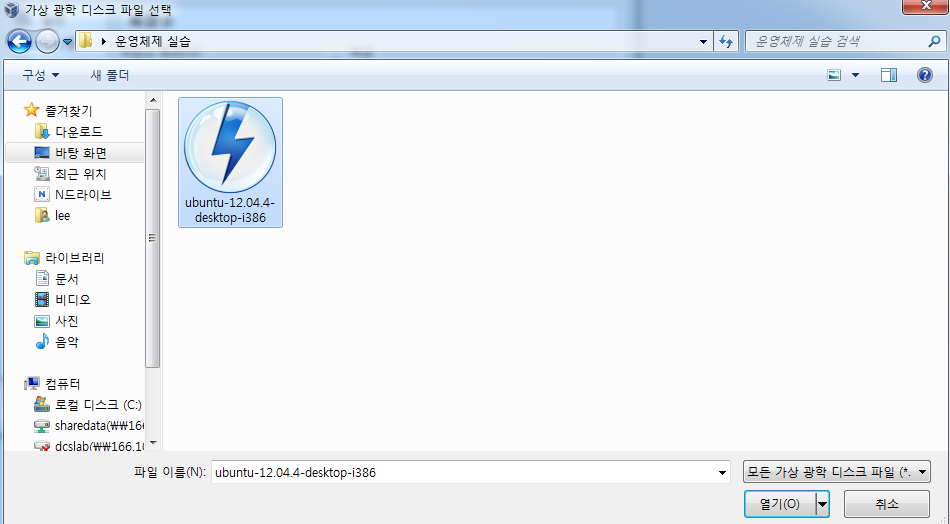 가상 광학 디스크 파일 선택
운영체제 실습
운영체제 실습 검색
구성
새 폴더
즐겨찾기
다운로드
바탕 화면
최근 위치
N드라이브
lee
라이브러리
문서
비디오
사진
음악
컴퓨터
로컬 디스크 (C:)
sharedata(₩₩166
dcslab(₩₩166.10
ubuntu-12.04.4-
desktop-i386
파일 이름(N):
ubuntu-12.04.4-desktop-i386
모든 가상 광학 디스크 파일 (*.
열기(O)
취소